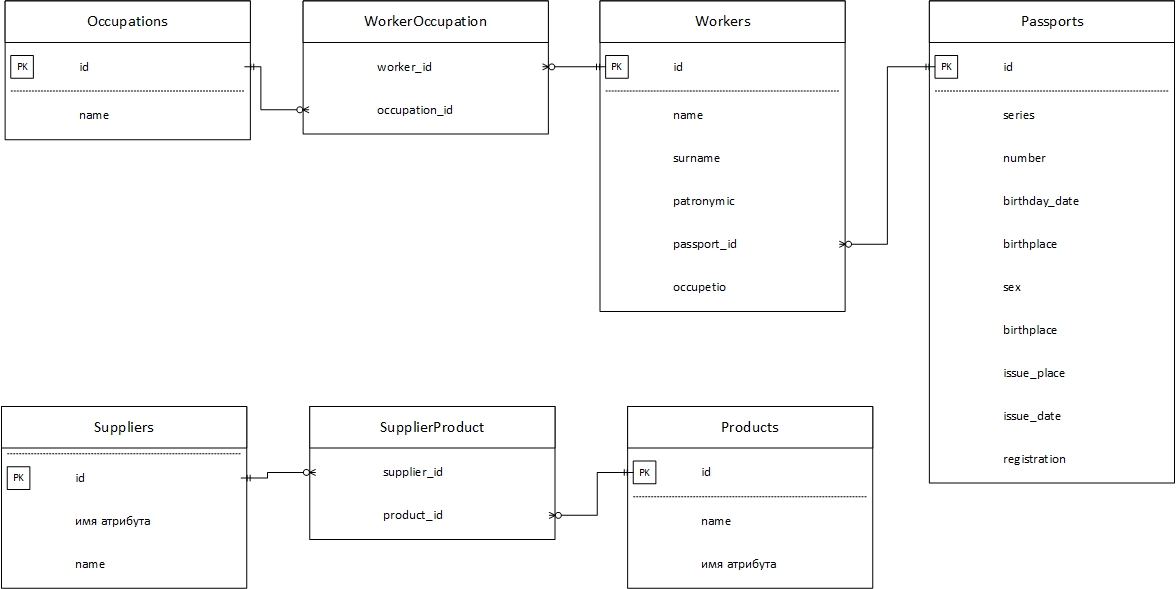 Occupations
PK id
name
WorkerOccupation
worker_id
occupation_id
Workers
PK id
name
surname
patronymic
passport_id
occupetio
Passports
PK id
series
number
birthday_date
birthplace
sex
birthplace
issue_place
issue_date
registration
Suppliers
PK id
имя атрибута
name
SupplierProduct
supplier_id
product_id
Products
PK id
name
имя атрибута